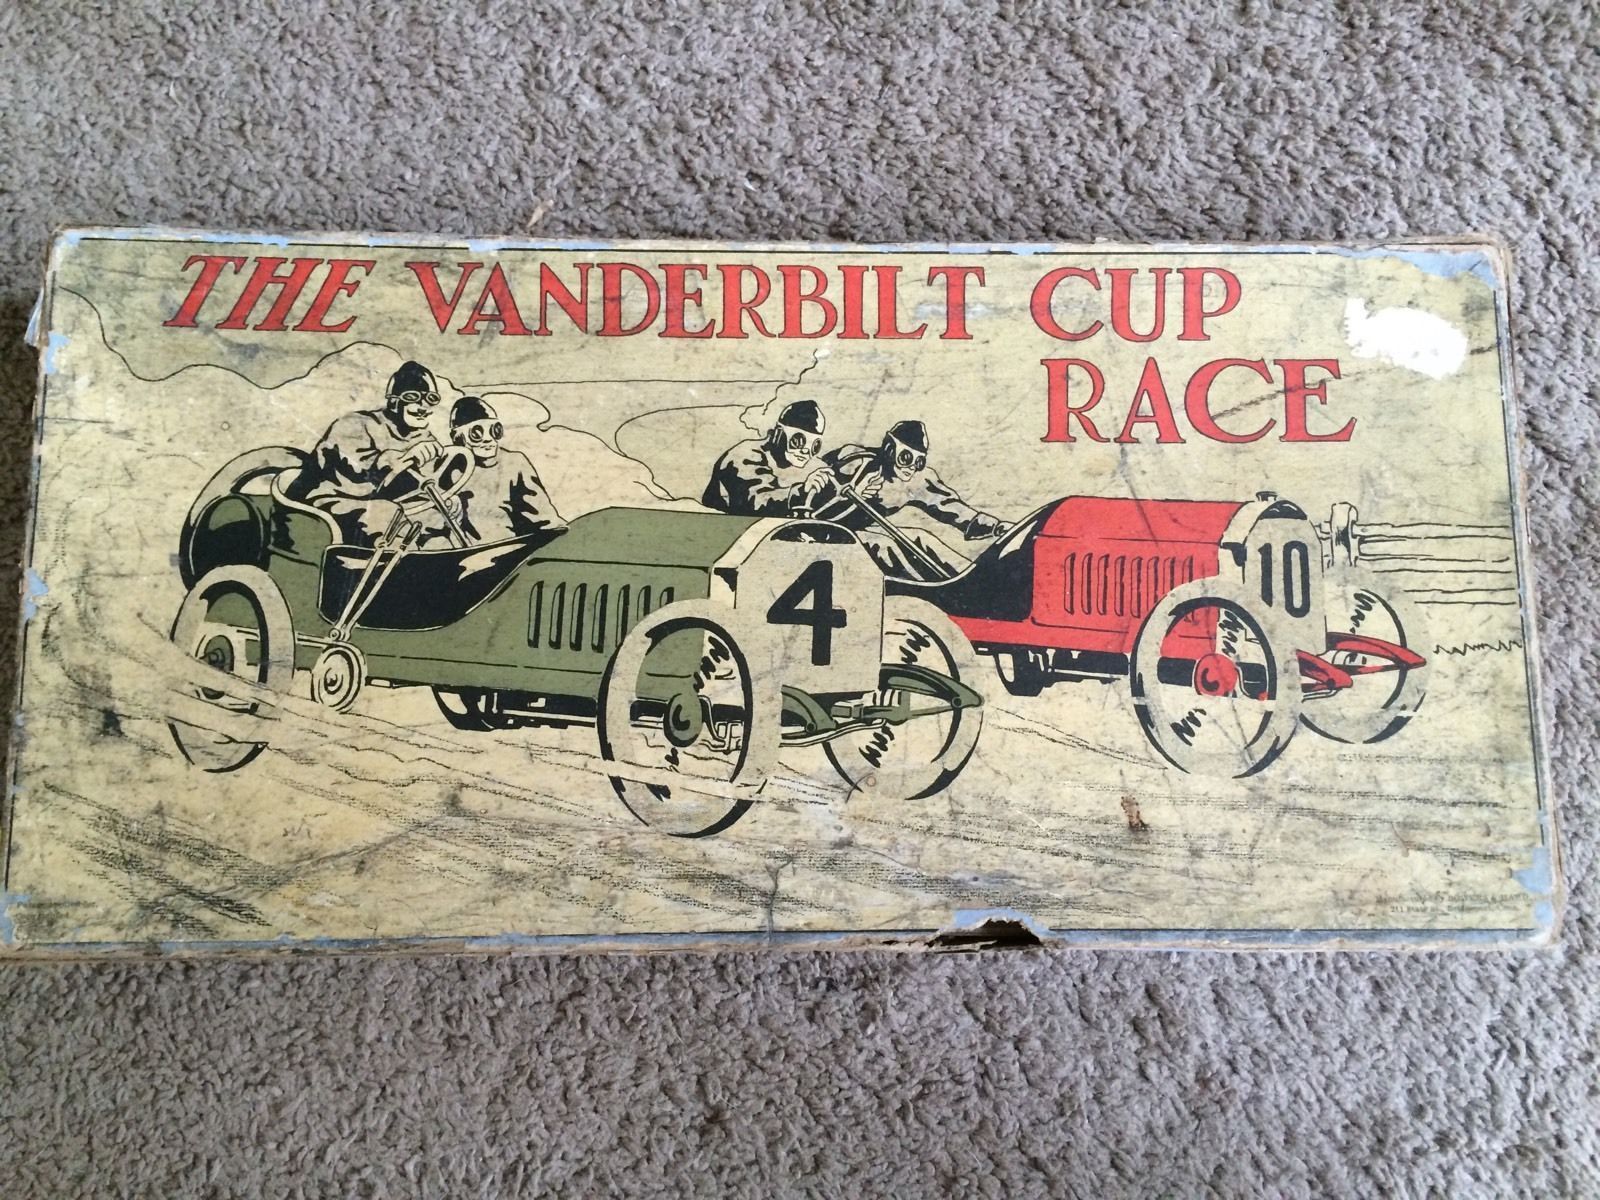 THE VANDERBILT CUP
RACE
4
10